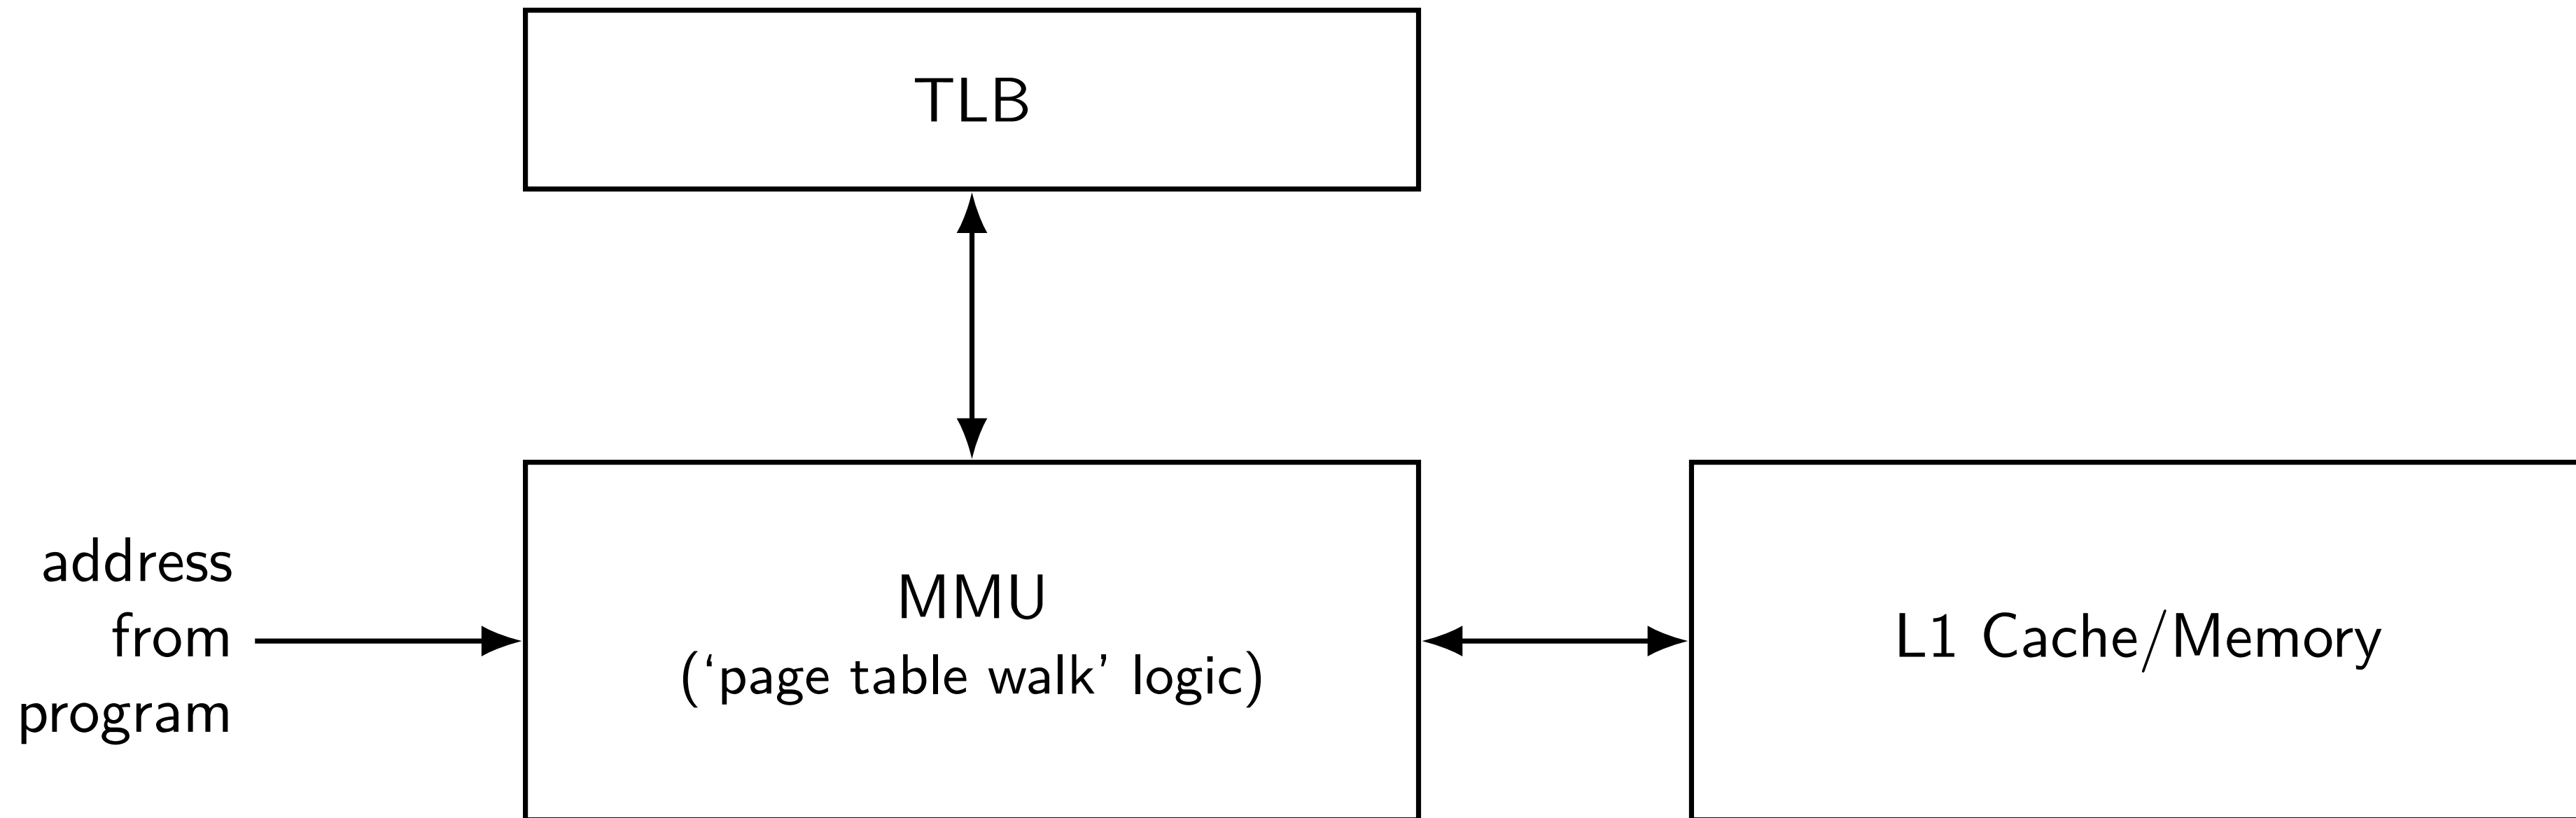 TLB
address
from
program
MMU
(‘page table walk’ logic)
L1 Cache/Memory